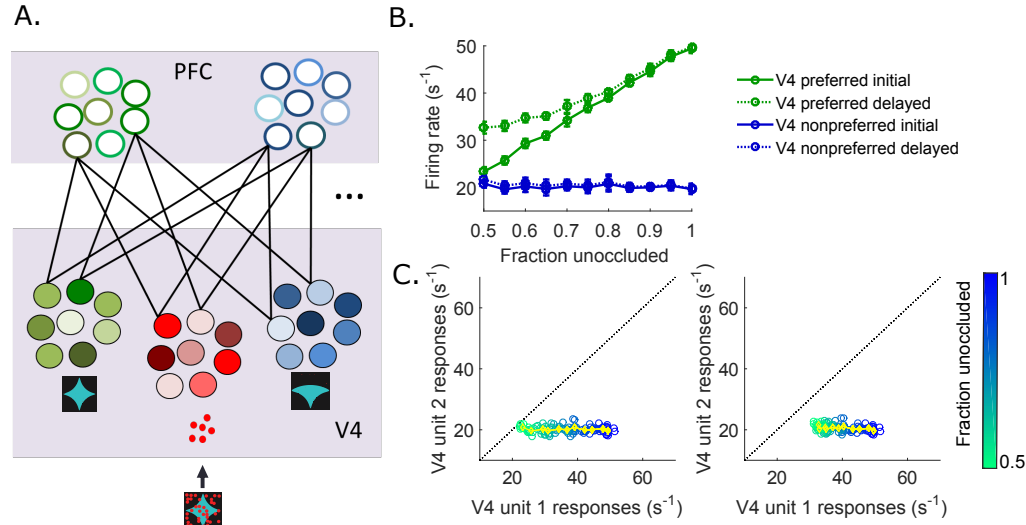 A.
PFC
...
V4
B.
Firing rate (s⁻¹)
50
40
30
20
0.5 0.6 0.7 0.8 0.9 1
Fraction unoccluded
V4 preferred initial
V4 preferred delayed
V4 nonpreferred initial
V4 nonpreferred delayed
C.
V4 unit 2 responses (s⁻¹)
60
40
20
20 40 60
V4 unit 1 responses (s⁻¹)
V4 unit 2 responses (s⁻¹)
60
40
20
20 40 60
V4 unit 1 responses (s⁻¹)
Fraction unoccluded
1
0.5